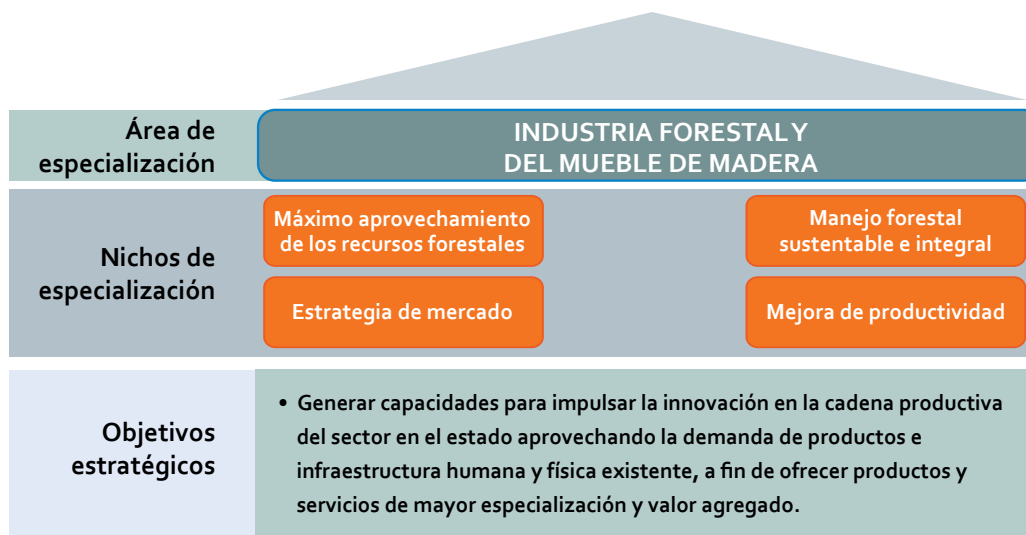 Área de
especialización
INDUSTRIA FORESTAL Y
DEL MUEBLE DE MADERA
Nichos de
especialización
Máximo aprovechamiento
de los recursos forestales
Manejo forestal
sustentable e integral
Estrategia de mercado
Mejora de productividad
Objetivos
estratégicos
• Generar capacidades para impulsar la innovación en la cadena productiva
del sector en el estado aprovechando la demanda de productos e
infraestructura humana y física existente, a fin de ofrecer productos y
servicios de mayor especialización y valor agregado.